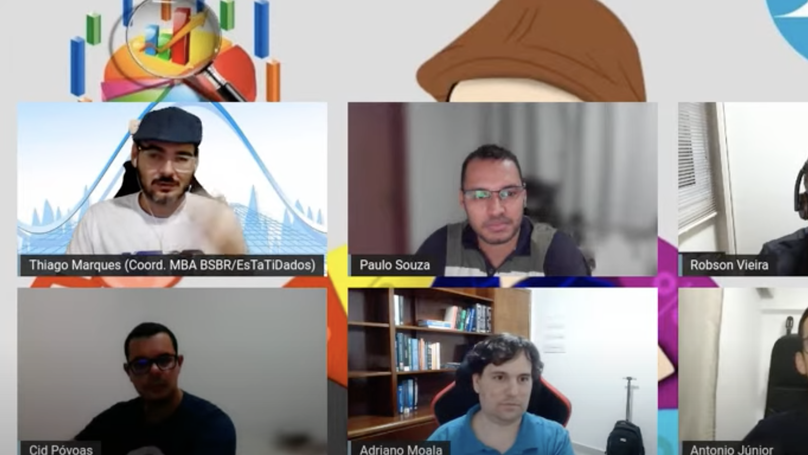 Thiago Marques (Coord. MBA BSBR/EsTaTiDados)
Paulo Souza
Robson Vieira
Cid Póvoas
Adriano Moala
Antonio Júnior